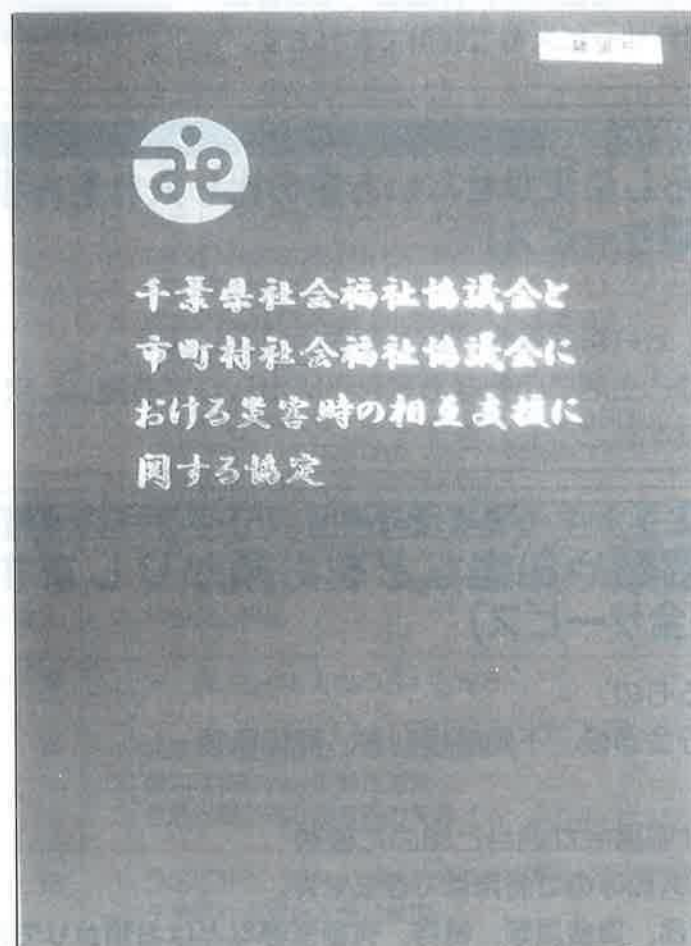 千葉県社会福祉協議会と
市町村社会福祉協議会に
おける災害時の相互支援に
関する協定